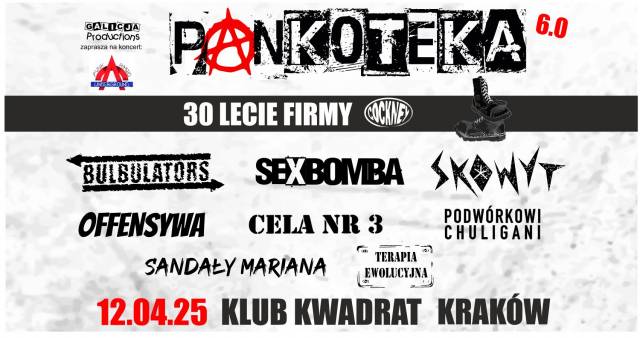 GALICJA
Productions
zaprasza na koncert:
PANKOTEKA 6.0
30 LECIE FIRMY COCKNEY
BULBULATORS SEXBOMBA SKOWYT
OFFENSYWA CELA NR 3 PODWÓRKOWI
CHULIGANI
SANDAŁY MARIANA TERAPIA
EWOLUCYJNA
12.04.25 KLUB KWADRAT KRAKÓW